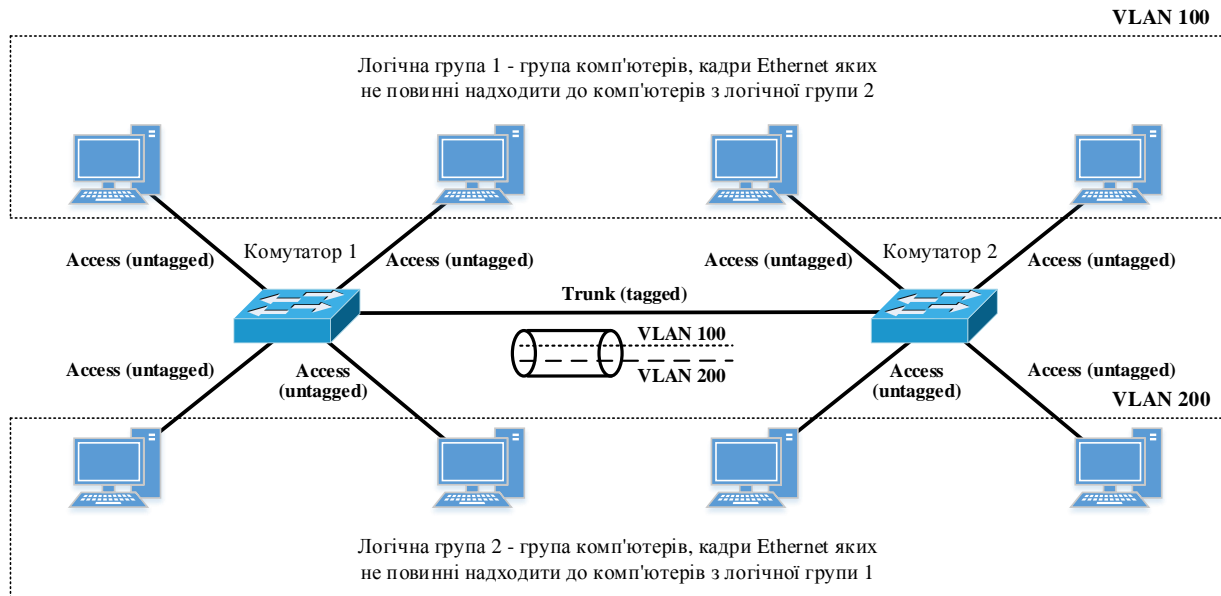 VLAN 100
Логічна група 1 - група комп'ютерів, кадри Ethernet яких
не повинні надходити до комп'ютерів з логічної групи 2
Комутатор 1
Комутатор 2
Access (untagged)
Access (untagged)
Access (untagged)
Access (untagged)
Trunk (tagged)
VLAN 100
VLAN 200
Access (untagged)
Access
(untagged)
Access
(untagged)
Access (untagged)
VLAN 200
Логічна група 2 - група комп'ютерів, кадри Ethernet яких
не повинні надходити до комп'ютерів з логічної групи 1